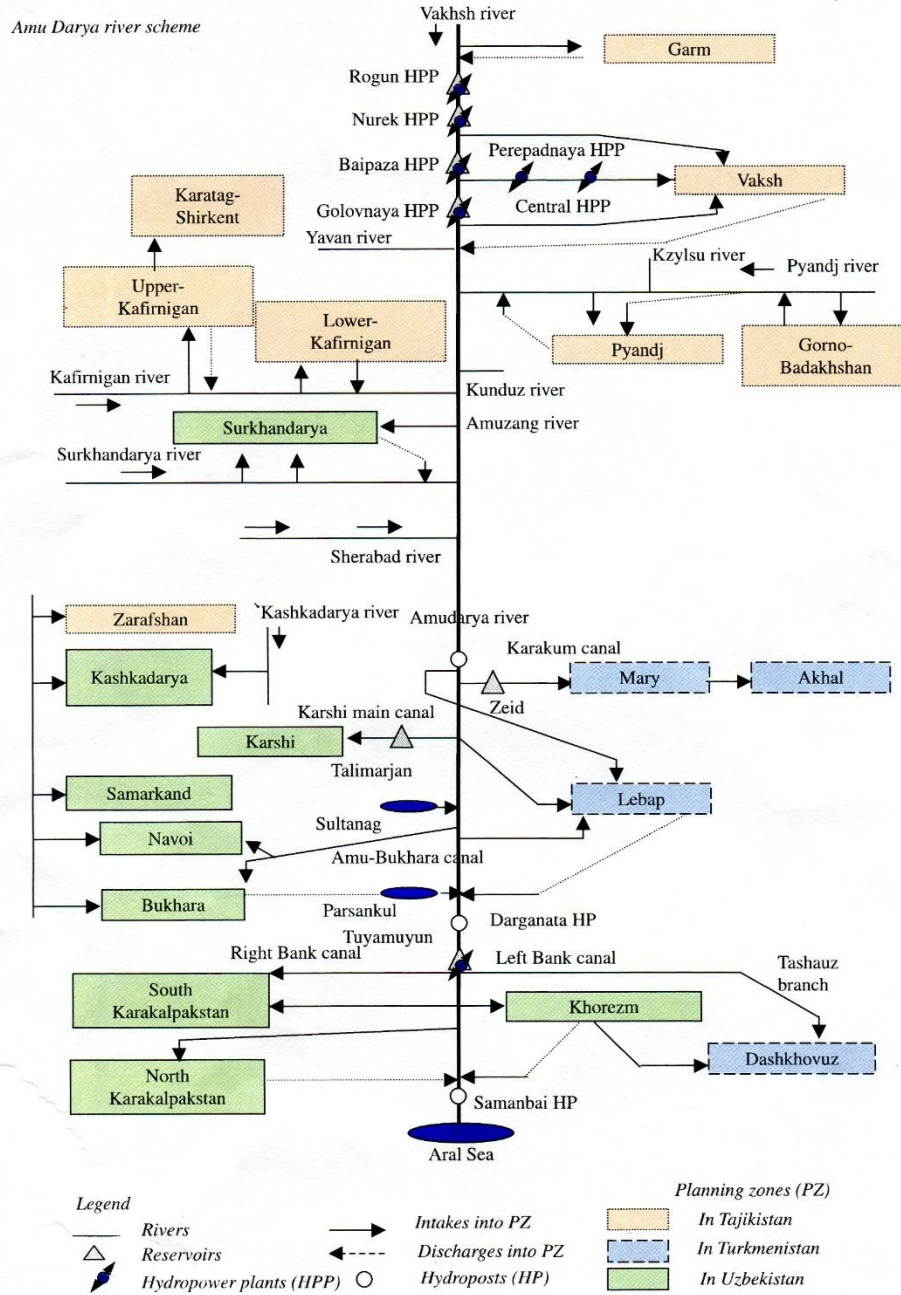 Amu Darya river scheme
Vakhsh river
Garm
Rogun HPP
Nurek HPP
Baipaza HPP
Perepadnaya HPP
Vaksh
Central HPP
Golovnaya HPP
Karatag-
Shirkent
Yavan river
Kzylsu river
Pyandj river
Upper-
Kafirnigan
Lower-
Kafirnigan
Pyandj
Gorno-
Badakhshan
Kafirnigan river
Kunduz river
Surkhandarya
Amuzang river
Surkhandarya river
Sherabad river
Zarafshan
Kashkadarya river
Amudarya river
Karakum canal
Kashkadarya
Mary
Akhal
Zeid
Karshi main canal
Karshi
Talimarjan
Samarkand
Lebap
Sultanag
Navoi
Amu-Bukhara canal
Bukhara
Parsankul
Darganata HP
Tuyamuyun
Right Bank canal
Left Bank canal
Tashauz
branch
South
Karakalpakstan
Khorezm
Dashkhovuz
North
Karakalpakstan
Samanbai HP
Aral Sea
Legend
Rivers
Reservoirs
Hydropower plants (HPP)
Intakes into PZ
Discharges into PZ
Hydroposts (HP)
Planning zones (PZ)
In Tajikistan
In Turkmenistan
In Uzbekistan